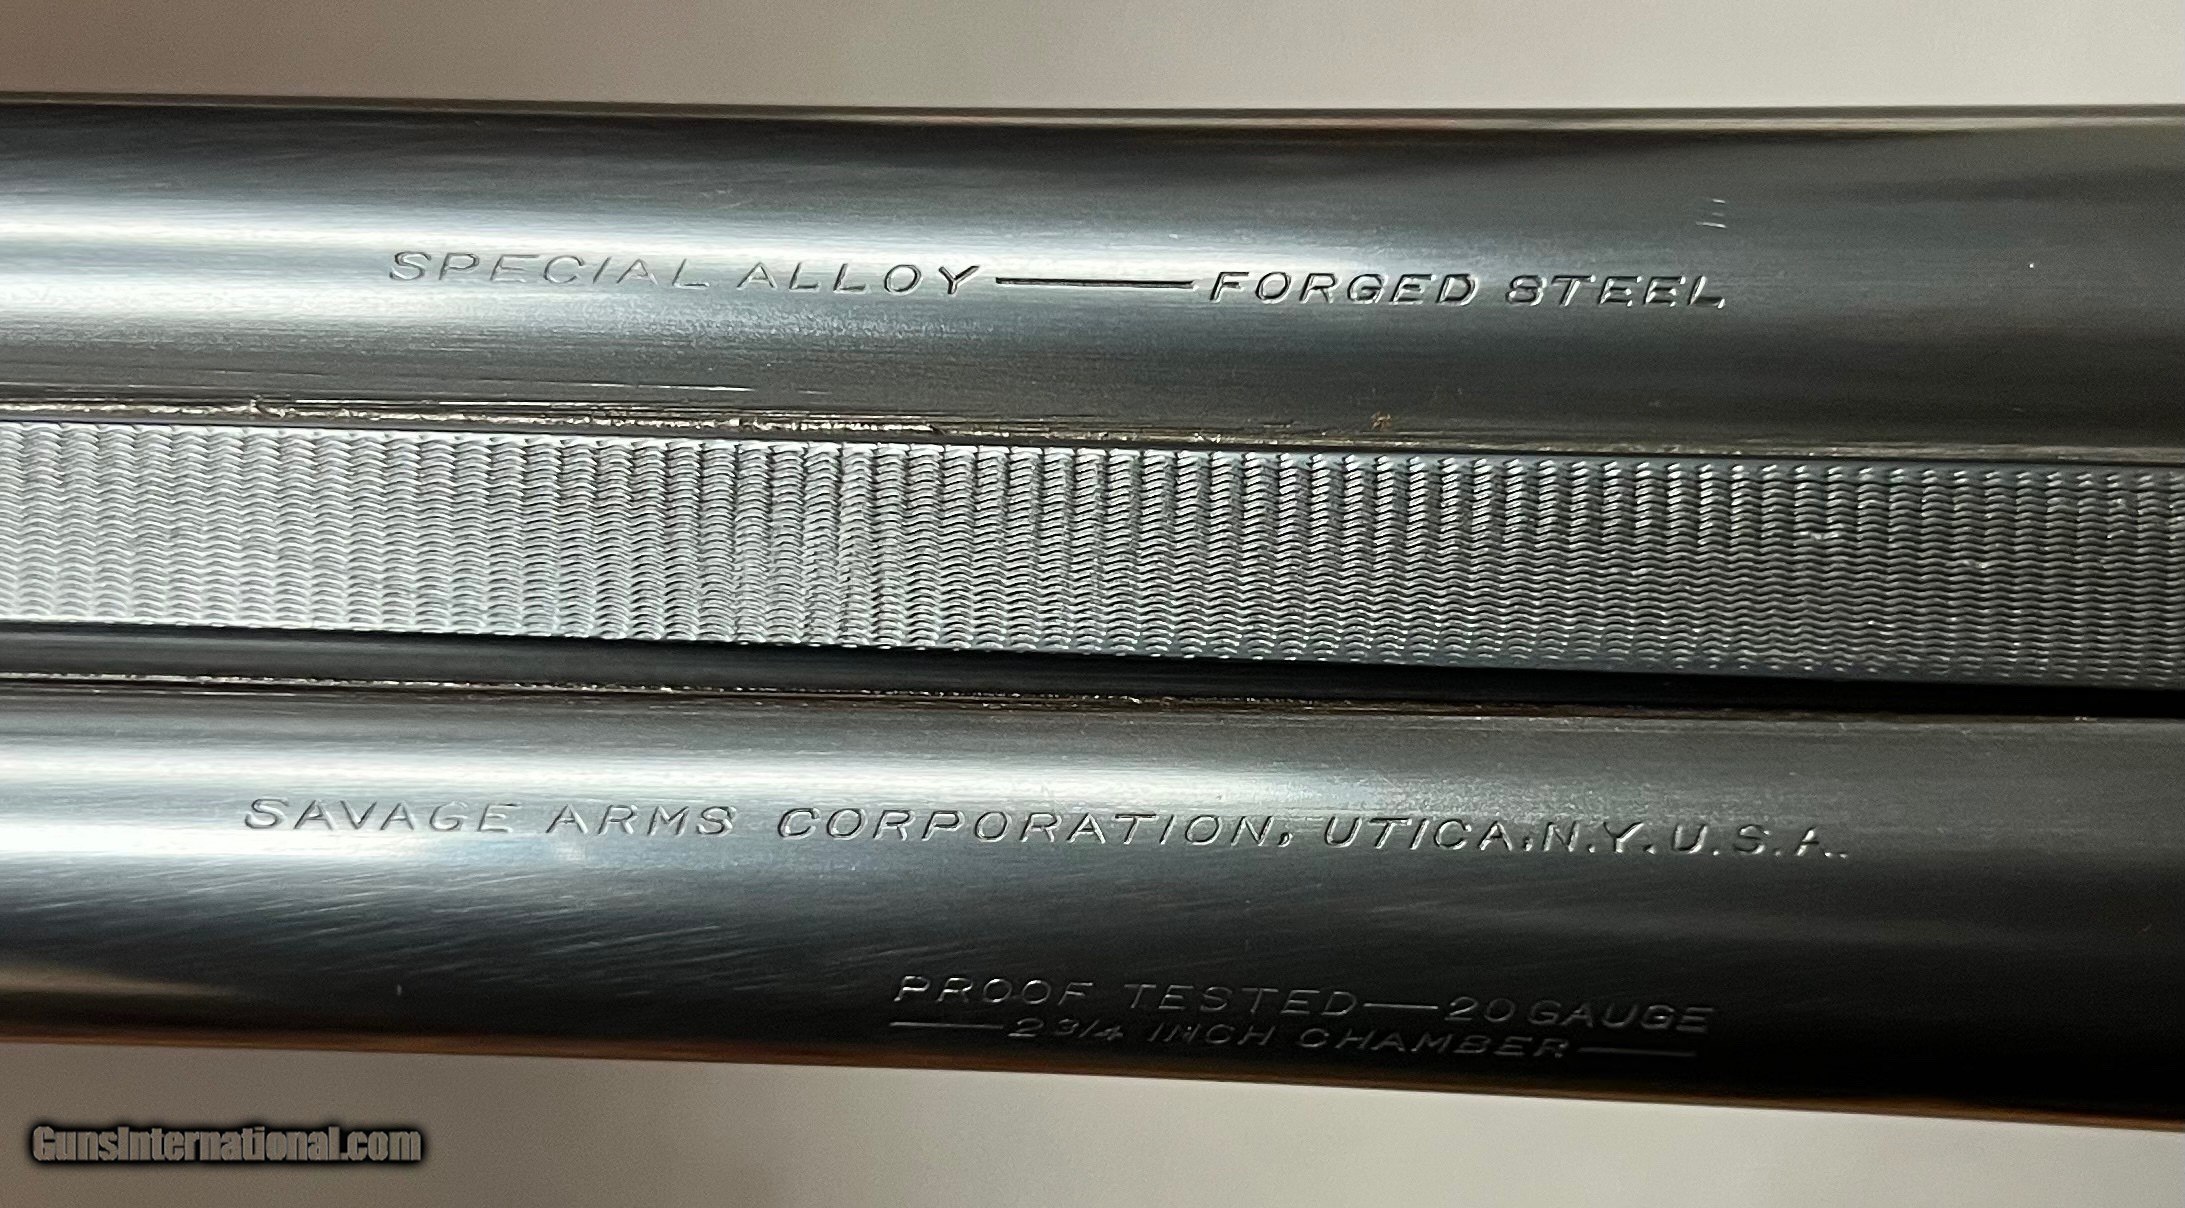 SPECIAL ALLOY——FORGED STEEL
SAVAGE ARMS CORPORATION, UTICA, N.Y. U.S.A.
PROOF TESTED—20 GAUGE
—2 3/4 INCH CHAMBER—
GunsInternational.com